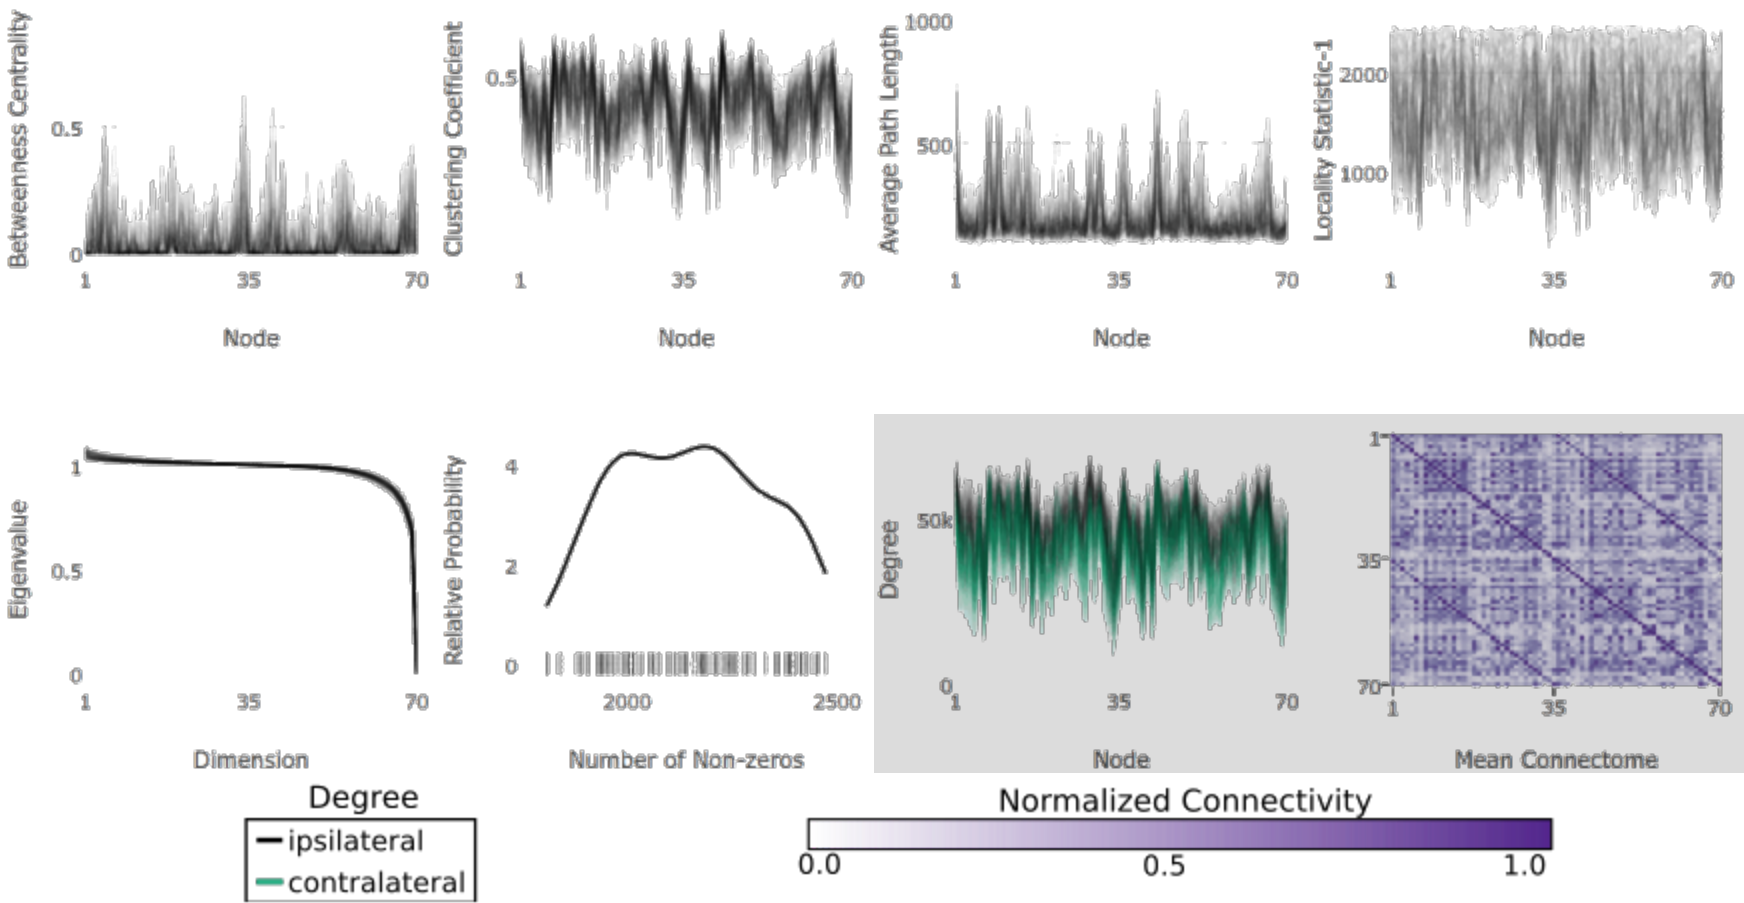 Betweenness Centrality
0.5
0
1
35
70
Node
Clustering Coefficient
0.5
1
35
70
Node
Average Path Length
1000
500
1
35
70
Node
Locality Statistic-1
2000
1000
1
35
70
Node
Eigenvalue
1
0.5
0
1
35
70
Dimension
Relative Probability
4
2
0
2000
2500
Number of Non-zeros
Degree
50k
0
1
35
70
Node
1
35
70
1
35
70
Mean Connectome
Degree
ipsilateral
contralateral
Normalized Connectivity
0.0
0.5
1.0